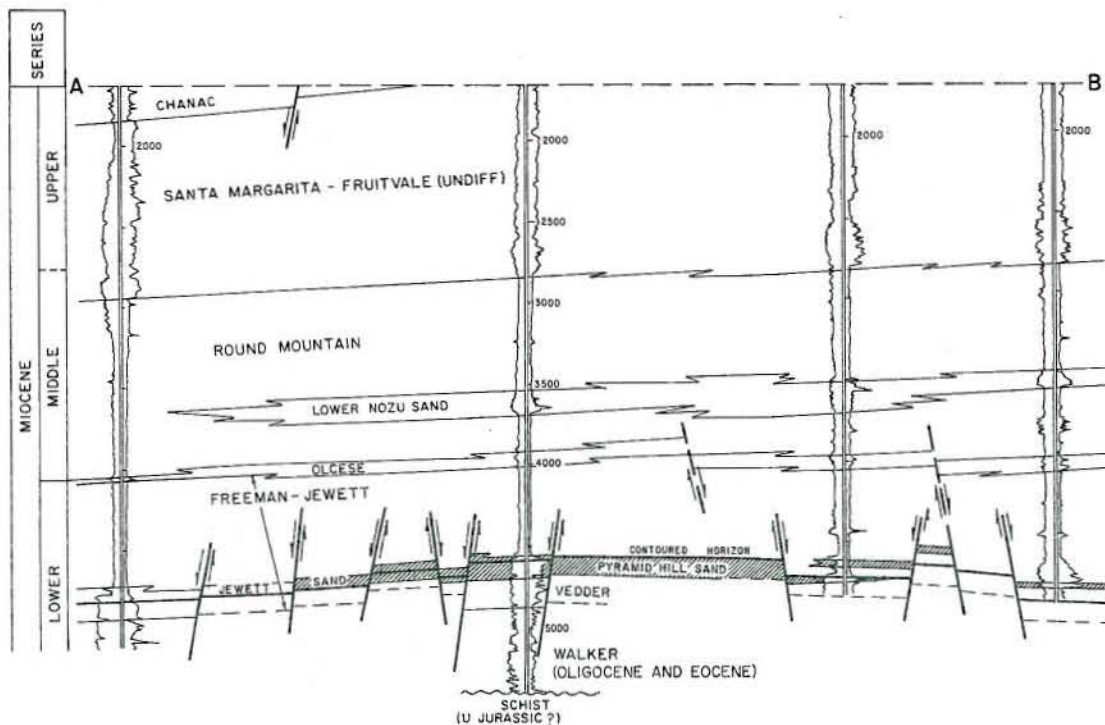 SERIES
A
B
MIOCENE
UPPER
MIDDLE
LOWER
CHANAC
2000
2000
2000
2000
SANTA MARGARITA - FRUITVALE (UNDIFF)
2500
3000
ROUND MOUNTAIN
3500
LOWER NOZU SAND
OLCESE
4000
FREEMAN-JEWETT
CONTOURED HORIZON
PYRAMID HILL SAND
JEWETT SAND
VEDDER
5000
WALKER
(OLIGOCENE AND EOCENE)
SCHIST
(U JURASSIC ?)